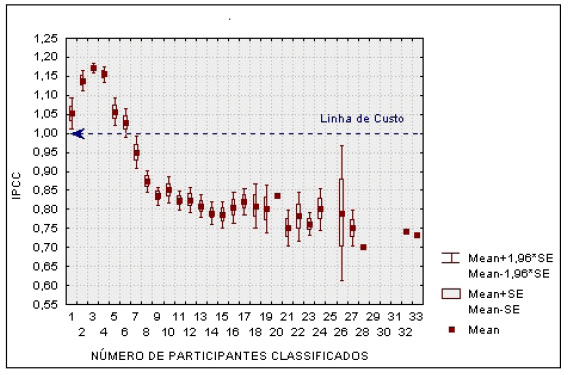 1,25
1,20
1,15
1,10
1,05
1,00
0,95
0,90
0,85
0,80
0,75
0,70
0,65
0,60
0,55
IPCC
Linha de Custo
1 3 5 7 9 11 13 15 17 19 21 23 25 27 29 31 33
2 4 6 8 10 12 14 16 18 20 22 24 26 28 30 32
NÚMERO DE PARTICIPANTES CLASSIFICADOS
Mean+1,96*SE
Mean-1,96*SE
Mean+SE
Mean-SE
Mean